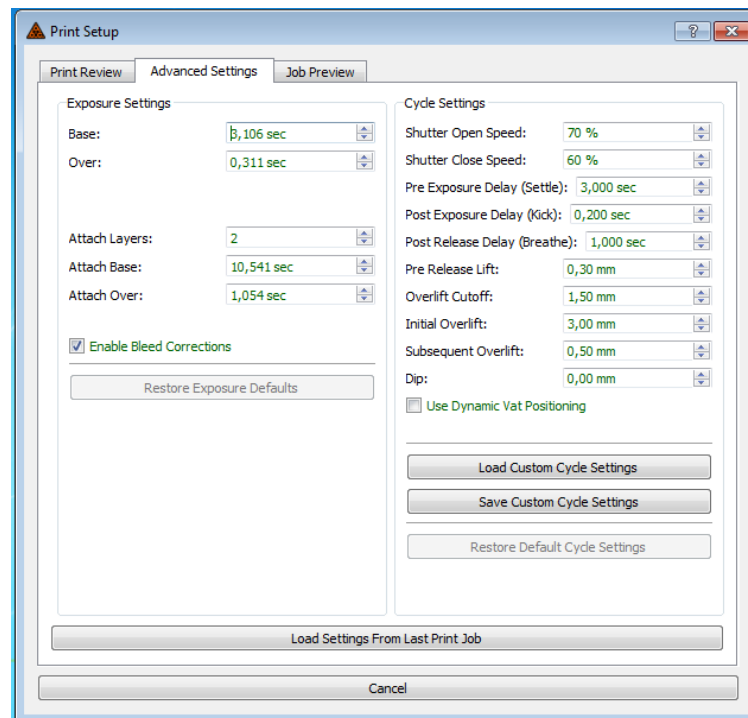 Print Setup
Print Review
Advanced Settings
Job Preview
Exposure Settings
Base: 3,106 sec
Over: 0,311 sec
Attach Layers: 2
Attach Base: 10,541 sec
Attach Over: 1,054 sec
Enable Bleed Corrections
Restore Exposure Defaults
Cycle Settings
Shutter Open Speed: 70 %
Shutter Close Speed: 60 %
Pre Exposure Delay (Settle): 3,000 sec
Post Exposure Delay (Kick): 0,200 sec
Post Release Delay (Breathe): 1,000 sec
Pre Release Lift: 0,30 mm
Overlift Cutoff: 1,50 mm
Initial Overlift: 3,00 mm
Subsequent Overlift: 0,50 mm
Dip: 0,00 mm
Use Dynamic Vat Positioning
Load Custom Cycle Settings
Save Custom Cycle Settings
Restore Default Cycle Settings
Load Settings From Last Print Job
Cancel